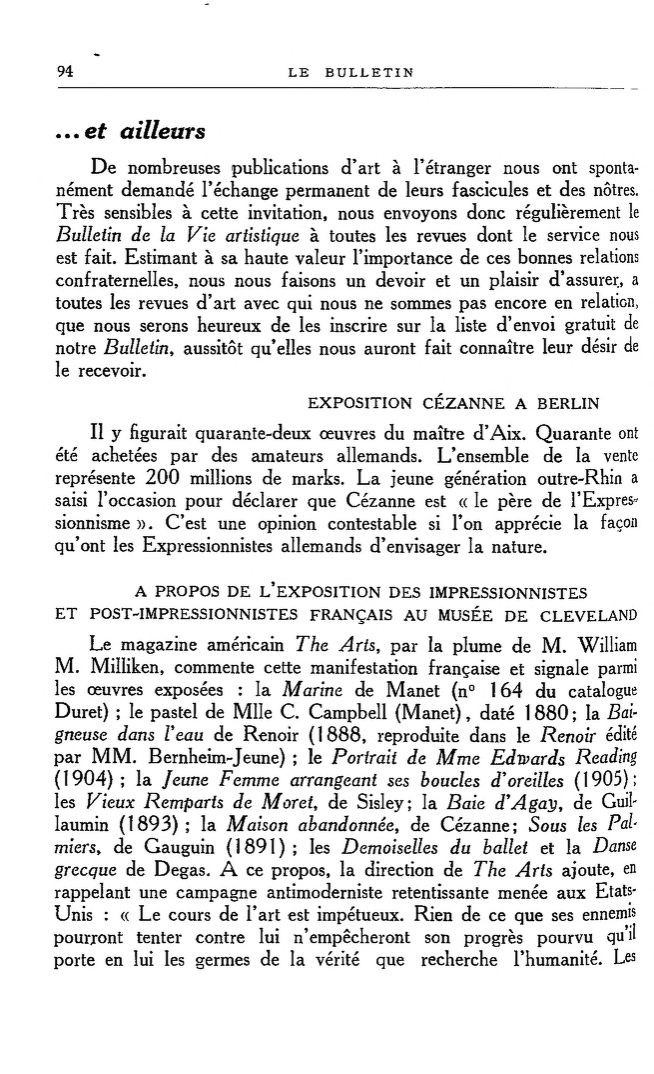 94 LE BULLETIN
...et ailleurs
De nombreuses publications d'art à l'étranger nous ont sponta-
nément demandé l'échange permanent de leurs fascicules et des nôtres.
Très sensibles à cette invitation, nous envoyons donc régulièrement le
Bulletin de la Vie artistique à toutes les revues dont le service nous
est fait. Estimant à sa haute valeur l'importance de ces bonnes relations
confraternelles, nous nous faisons un devoir et un plaisir d'assurer, a
toutes les revues d'art avec qui nous ne sommes pas encore en relation,
que nous serons heureux de les inscrire sur la liste d'envoi gratuit de
notre Bulletin, aussitôt qu'elles nous auront fait connaître leur désir de
le recevoir.
EXPOSITION CÉZANNE A BERLIN
Il y figurait quarante-deux œuvres du maître d'Aix. Quarante ont
été achetées par des amateurs allemands. L'ensemble de la vente
représente 200 millions de marks. La jeune génération outre-Rhin a
saisi l'occasion pour déclarer que Cézanne est « le père de l'Expres-
sionnisme ». C'est une opinion contestable si l'on apprécie la façon
qu'ont les Expressionnistes allemands d'envisager la nature.
A PROPOS DE L'EXPOSITION DES IMPRESSIONNISTES
ET POST-IMPRESSIONNISTES FRANÇAIS AU MUSÉE DE CLEVELAND
Le magazine américain The Arts, par la plume de M. William
M. Milliken, commente cette manifestation française et signale parmi
les œuvres exposées : la Marine de Manet (n° 164 du catalogue
Duret) ; le pastel de Mlle C. Campbell (Manet), daté 1880; la Bai-
gneuse dans l'eau de Renoir (1888, reproduite dans le Renoir édité
par MM. Bernheim-Jeune) ; le Portrait de Mme Edwards Reading
(1904) ; la Jeune Femme arrangeant ses boucles d'oreilles (1905);
les Vieux Remparts de Moret, de Sisley; la Baie d'Agay, de Guil-
laumin (1893) ; la Maison abandonnée, de Cézanne; Sous les Pal-
miers, de Gauguin (1891) ; les Demoiselles du ballet et la Danse
grecque de Degas. A ce propos, la direction de The Arts ajoute, en
rappelant une campagne antimoderniste retentissante menée aux Etats-
Unis : « Le cours de l'art est impétueux. Rien de ce que ses ennemis
pourront tenter contre lui n'empêcheront son progrès pourvu qu'il
porte en lui les germes de la vérité que recherche l'humanité. Les